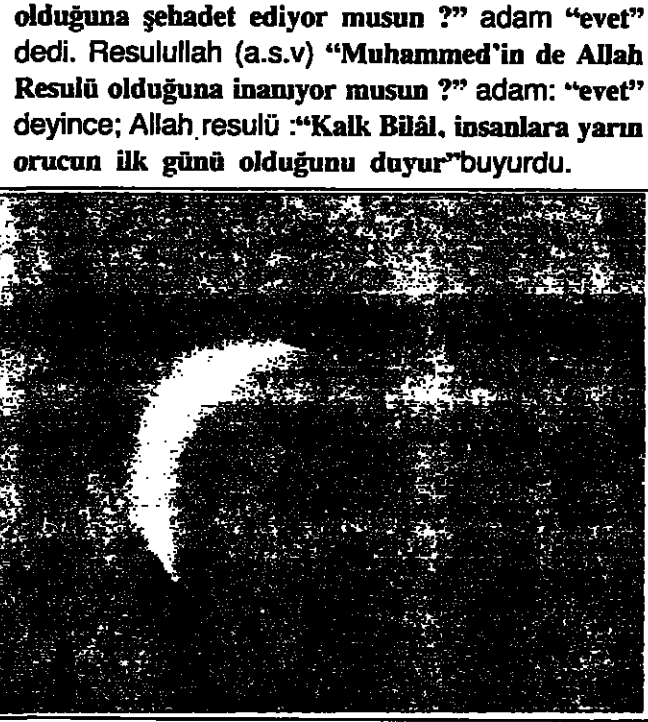 olduğuna şehadet ediyor musun ?” adam “evet”
dedi. Resulullah (a.s.v) “Muhammed’in de Allah
Resulü olduğuna inanıyor musun ?” adam: “evet”
deyince; Allah resulü :“Kalk Bilâl, insanlara yarın
orucun ilk günü olduğunu duyur”buyurdu.